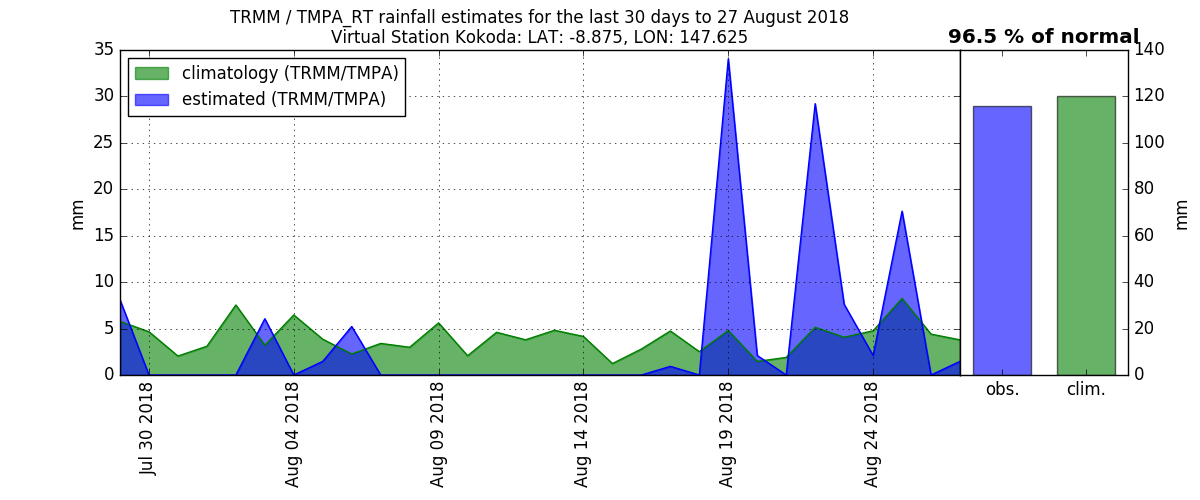 TRMM / TMPA_RT rainfall estimates for the last 30 days to 27 August 2018
Virtual Station Kokoda: LAT: -8.875, LON: 147.625
96.5 % of normal
climatology (TRMM/TMPA)
estimated (TRMM/TMPA)
35
30
25
20
15
10
5
0
mm
Jul 30 2018
Aug 04 2018
Aug 09 2018
Aug 14 2018
Aug 19 2018
Aug 24 2018
obs.
clim.
140
120
100
80
60
40
20
0
mm